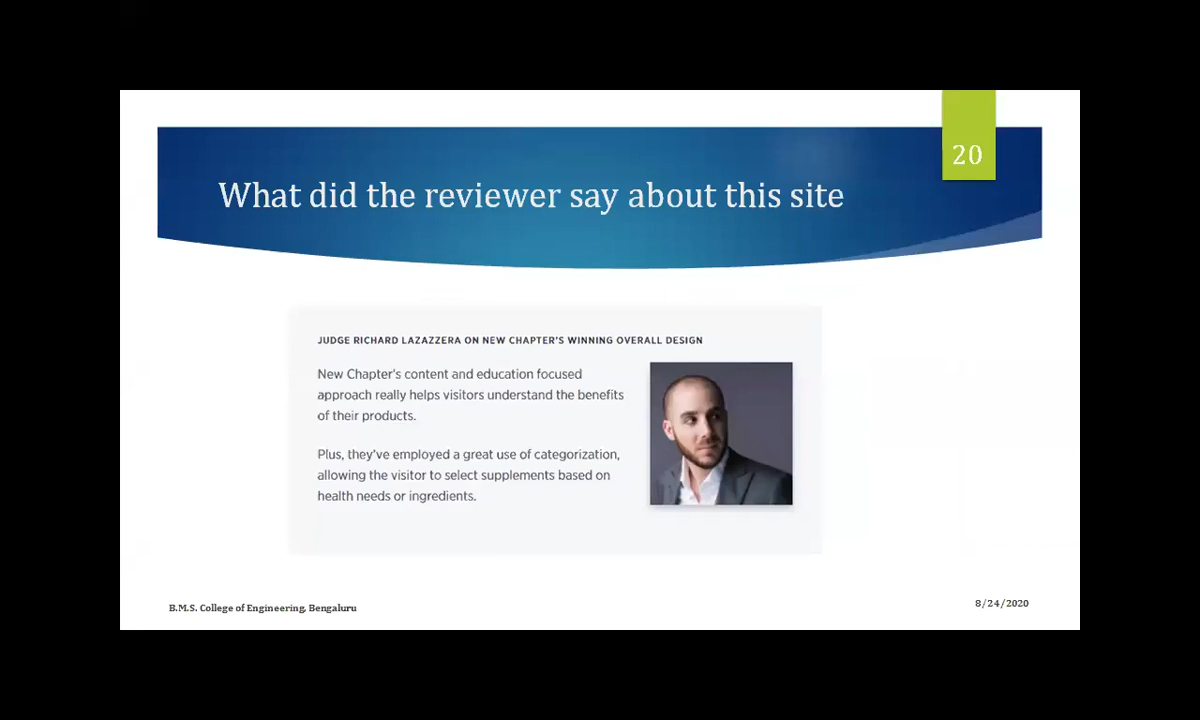 20
What did the reviewer say about this site
JUDGE RICHARD LAZAZZERA ON NEW CHAPTER'S WINNING OVERALL DESIGN
New Chapter's content and education focused
approach really helps visitors understand the benefits
of their products.
Plus, they've employed a great use of categorization,
allowing the visitor to select supplements based on
health needs or ingredients.
B.M.S. College of Engineering, Bengaluru
8/24/2020